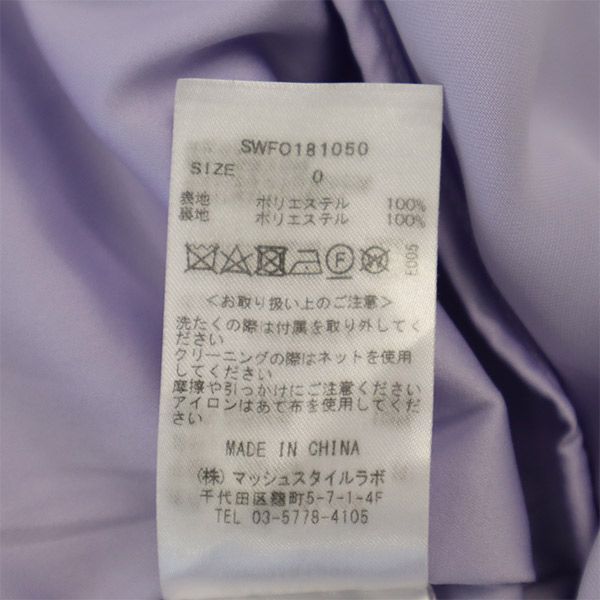 SWFO181050
SIZE 0
表地 ポリエステル 100%
裏地 ポリエステル 100%
F W
E005
<お取り扱い上のご注意>
洗たくの際は付属を取り外してく
ださい
クリーニングの際はネットを使用
してください
摩擦や引っかけにご注意ください
アイロンはあて布を使用してくだ
さい
MADE IN CHINA
(株)マッシュスタイルラボ
千代田区麹町5-7-1-4F
TEL 03-5778-4105